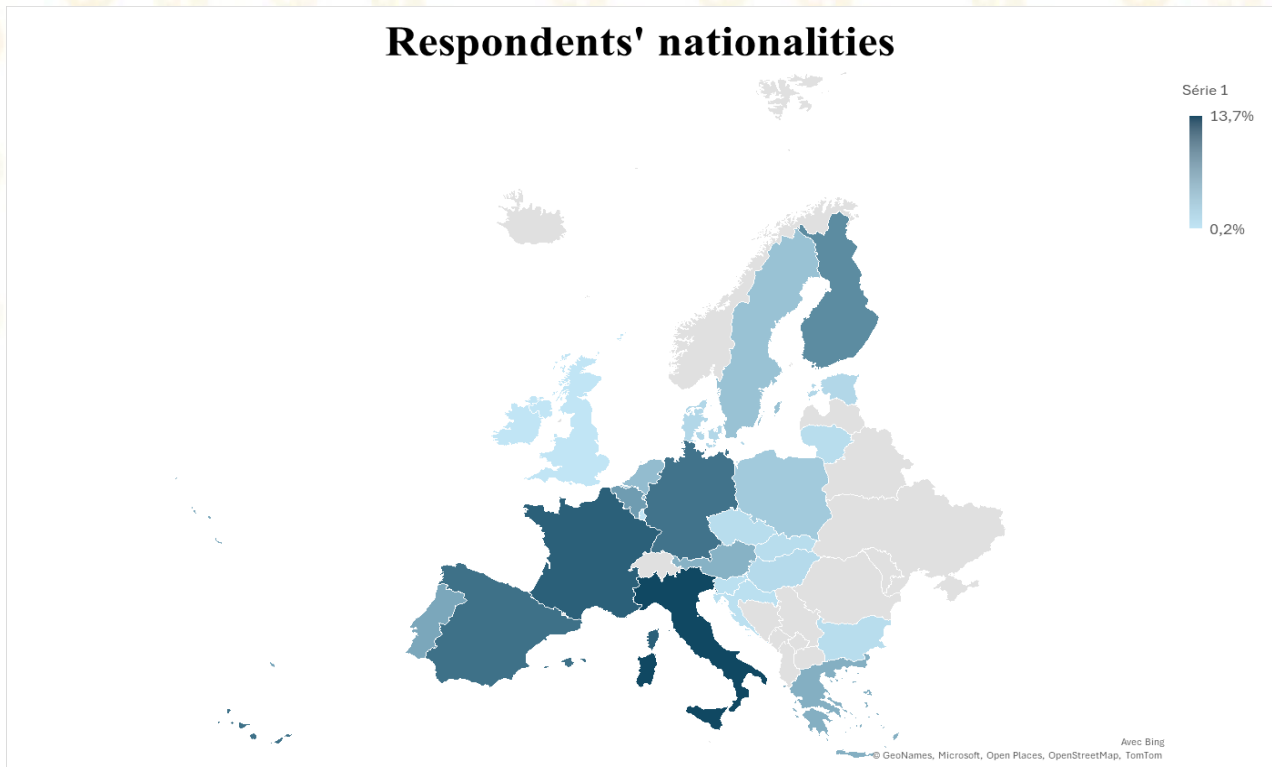 Respondents' nationalities
Série 1
13,7%
0,2%
Avec Bing
© GeoNames, Microsoft, Open Places, OpenStreetMap, TomTom